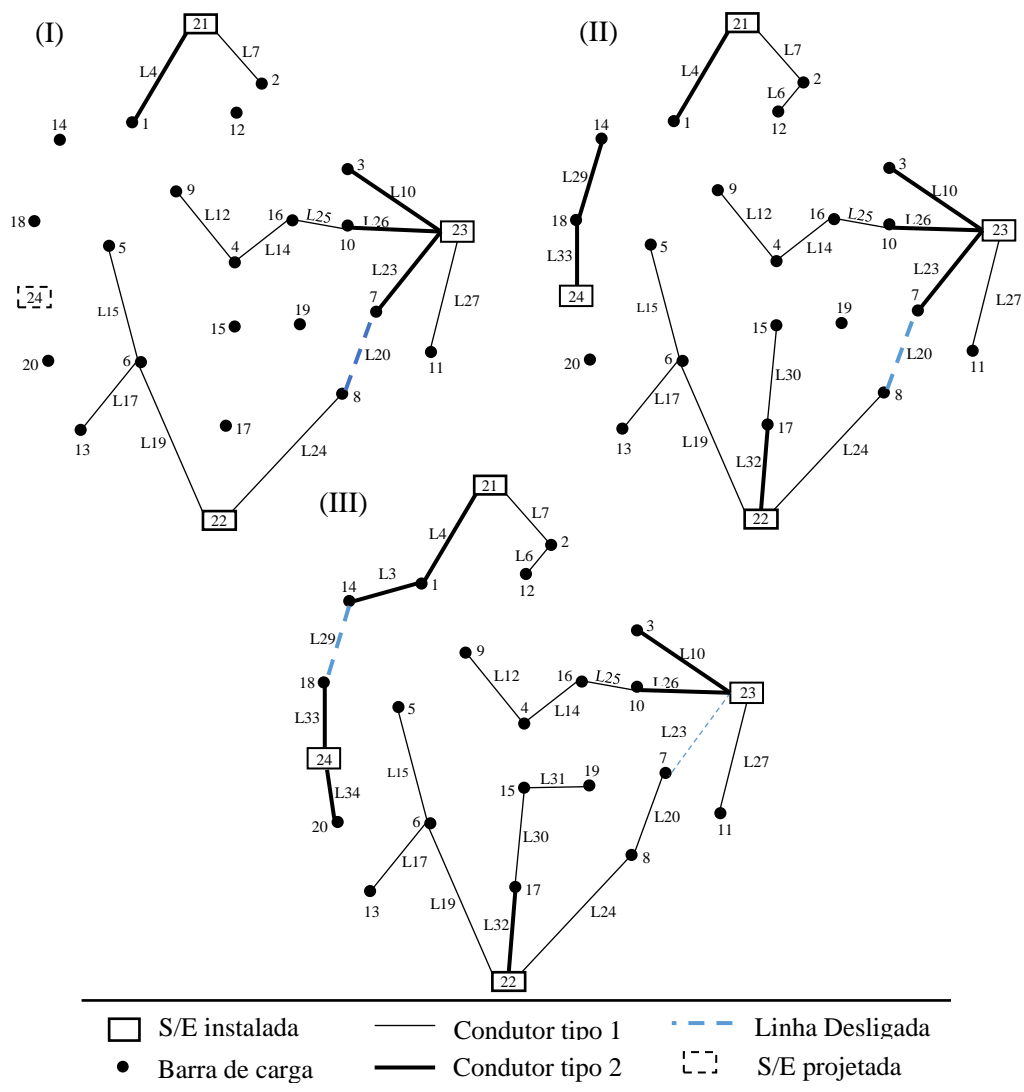 (I)
21
L4
L7
2
1
12
14
3
9
L10
18
L12
16
L25
L26
10
23
5
4
L14
L23
24
L15
15
19
7
L27
20
6
L20
11
L17
8
13
L19
17
L24
22
(II)
21
L4
L7
2
L6
1
12
14
3
L29
9
L10
18
L12
16
L25
L26
10
23
5
4
L14
L33
L23
24
L15
15
19
7
L27
20
6
L20
11
L30
L17
8
13
L19
17
L32
L24
22
(III)
21
L4
L7
2
L3
1
L6
12
14
3
L29
9
L10
18
L12
16
L25
L26
10
23
5
4
L14
L33
L23
24
L15
15
L31
19
7
L27
L34
20
6
L20
11
L30
L17
8
13
L19
17
L32
L24
22
S/E instalada
Condutor tipo 1
Linha Desligada
Barra de carga
Condutor tipo 2
S/E projetada